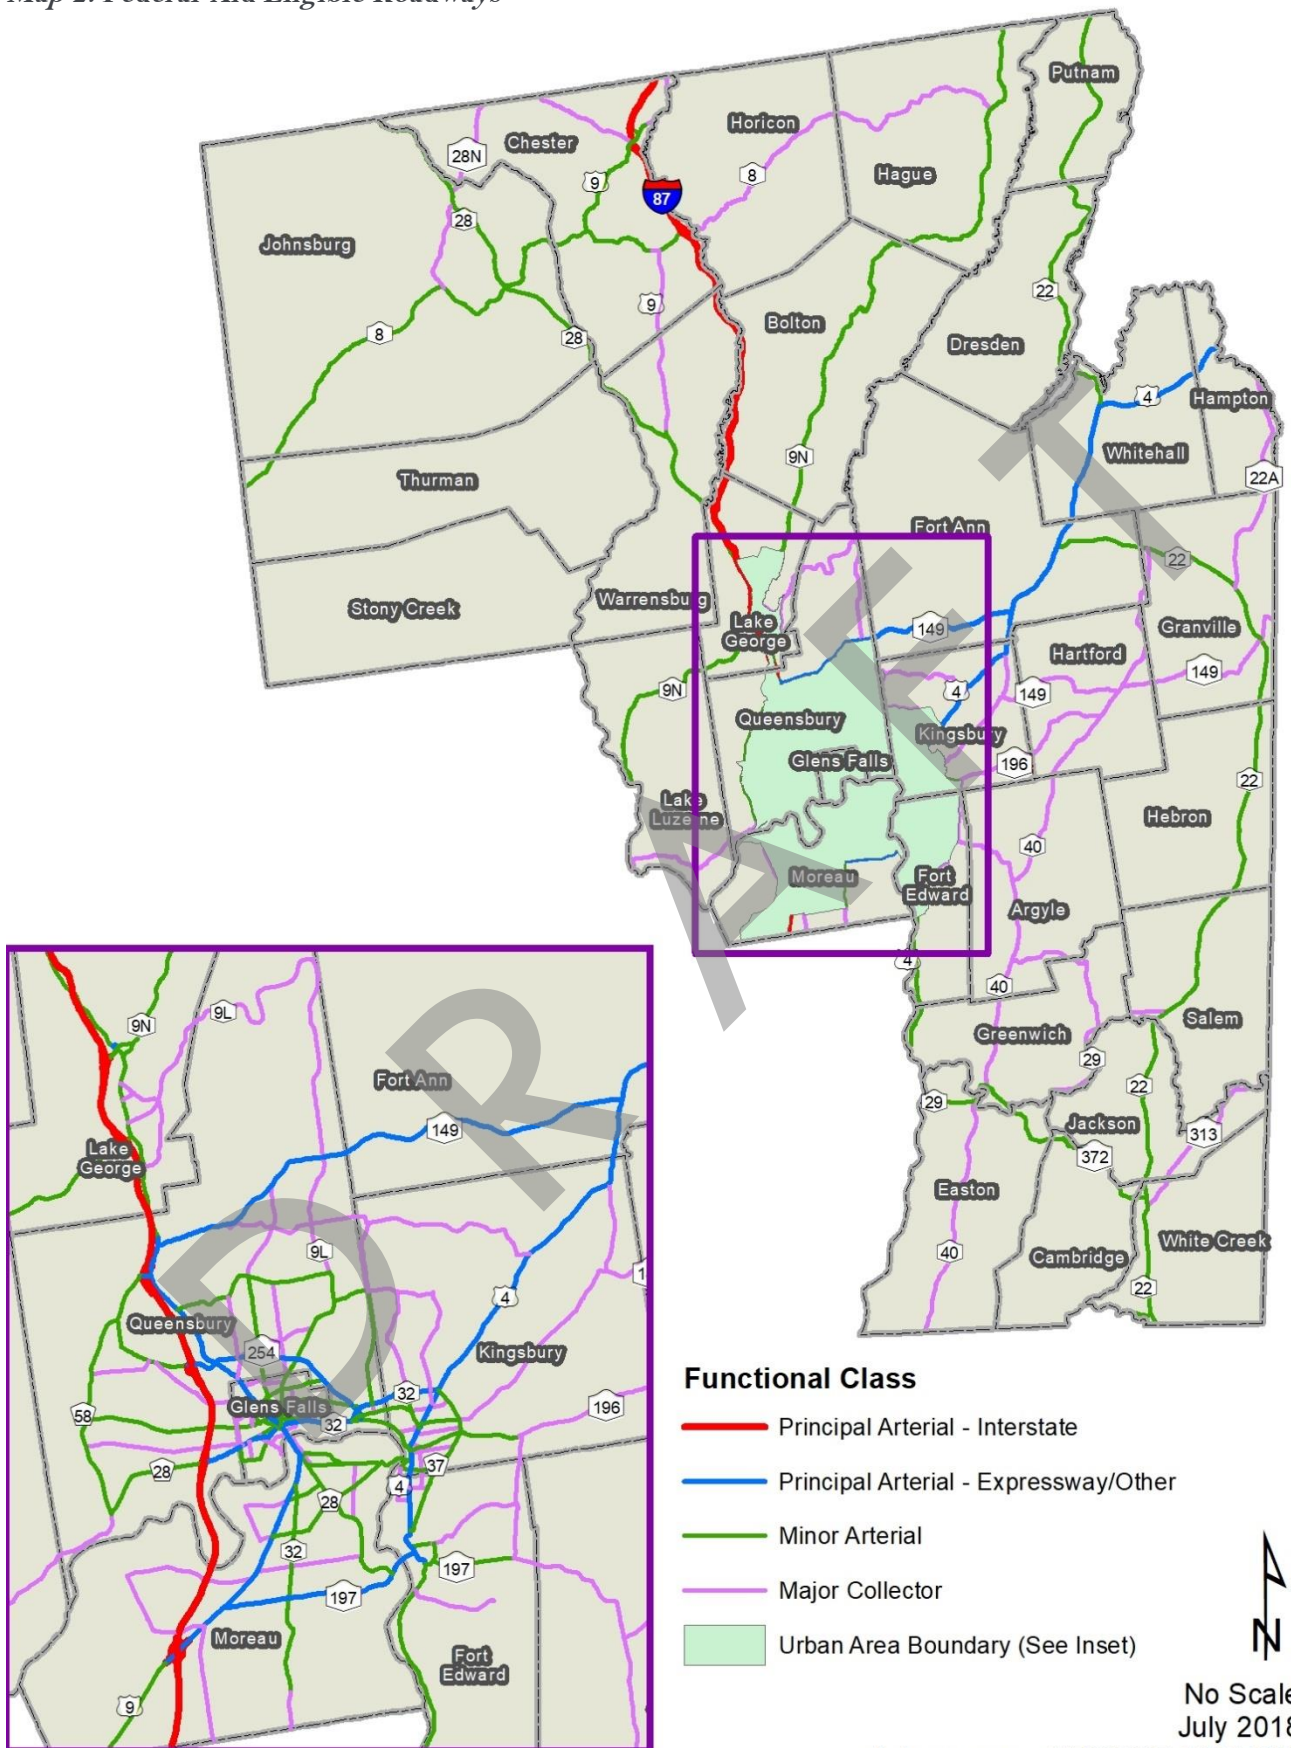 Map 2: Federal-Aid Eligible Roadways
Putnam
Horicon
Chester
28N
Hague
8
9
87
28
Johnsburg
22
9
Bolton
8
28
Dresden
4
Hampton
Whitehall
9N
Thurman
22A
Fort Ann
22
Warrensburg
Stony Creek
Lake
George
149
Granville
Hartford
149
9N
4
149
Queensbury
Kingsbury
Glens Falls
196
22
Lake
Luzerne
Hebron
40
Moreau
Fort
Edward
Argyle
4
40
Salem
Greenwich
29
22
29
Jackson
313
372
Easton
White Creek
40
Cambridge
22
9L
9N
Fort Ann
149
Lake
George
9L
4
Queensbury
254
Kingsbury
32
Glens Falls
32
196
58
28
37
4
28
32
197
197
Moreau
Fort
Edward
9
DRAFT
Functional Class
Principal Arterial - Interstate
Principal Arterial - Expressway/Other
Minor Arterial
Major Collector
Urban Area Boundary (See Inset)
N
No Scale
July 2018